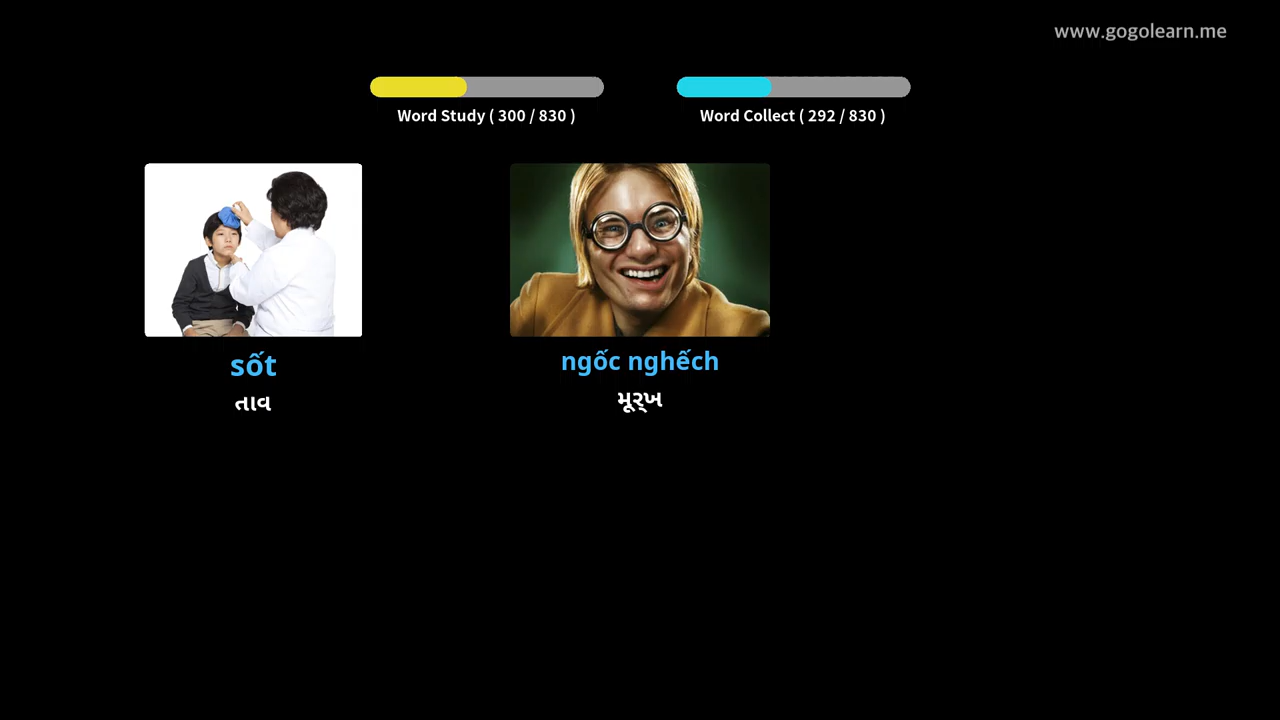 www.gogolearn.me
Word Study ( 300 / 830 )
Word Collect ( 292 / 830 )
sốt
તાવ
ngốc nghếch
મૂર્ખ